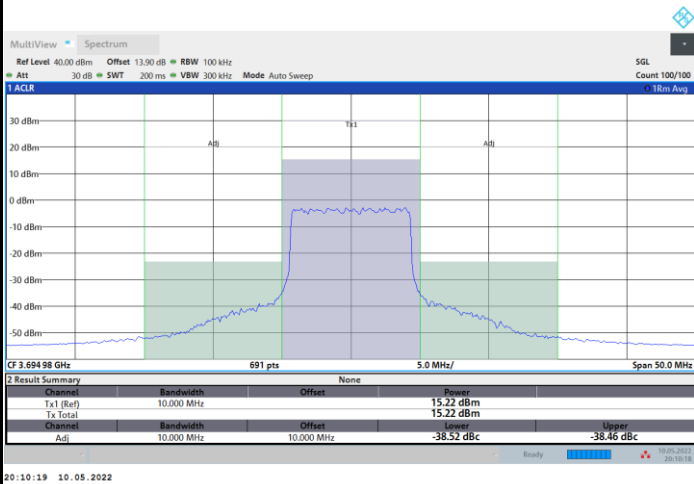 MultiView Spectrum
Ref Level 40.00 dBm Offset 13.90 dB RBW 100 kHz SGL
Att 30 dB SWT 200 ms VBW 300 kHz Mode Auto Sweep Count 100/100
1 ACLR 1Rm Avg
30 dBm
Tx1
20 dBm
Adj Adj
10 dBm
0 dBm
-10 dBm
-20 dBm
-30 dBm
-40 dBm
-50 dBm
CF 3.694 98 GHz 691 pts 5.0 MHz/ Span 50.0 MHz
2 Result Summary None
Channel Bandwidth Offset Power
Tx1 (Ref) 10.000 MHz 15.22 dBm
Tx Total 15.22 dBm
Channel Bandwidth Offset Lower Upper
Adj 10.000 MHz 10.000 MHz -38.52 dBc -38.46 dBc
Ready 10.05.2022
20:10:18
20:10:19 10.05.2022